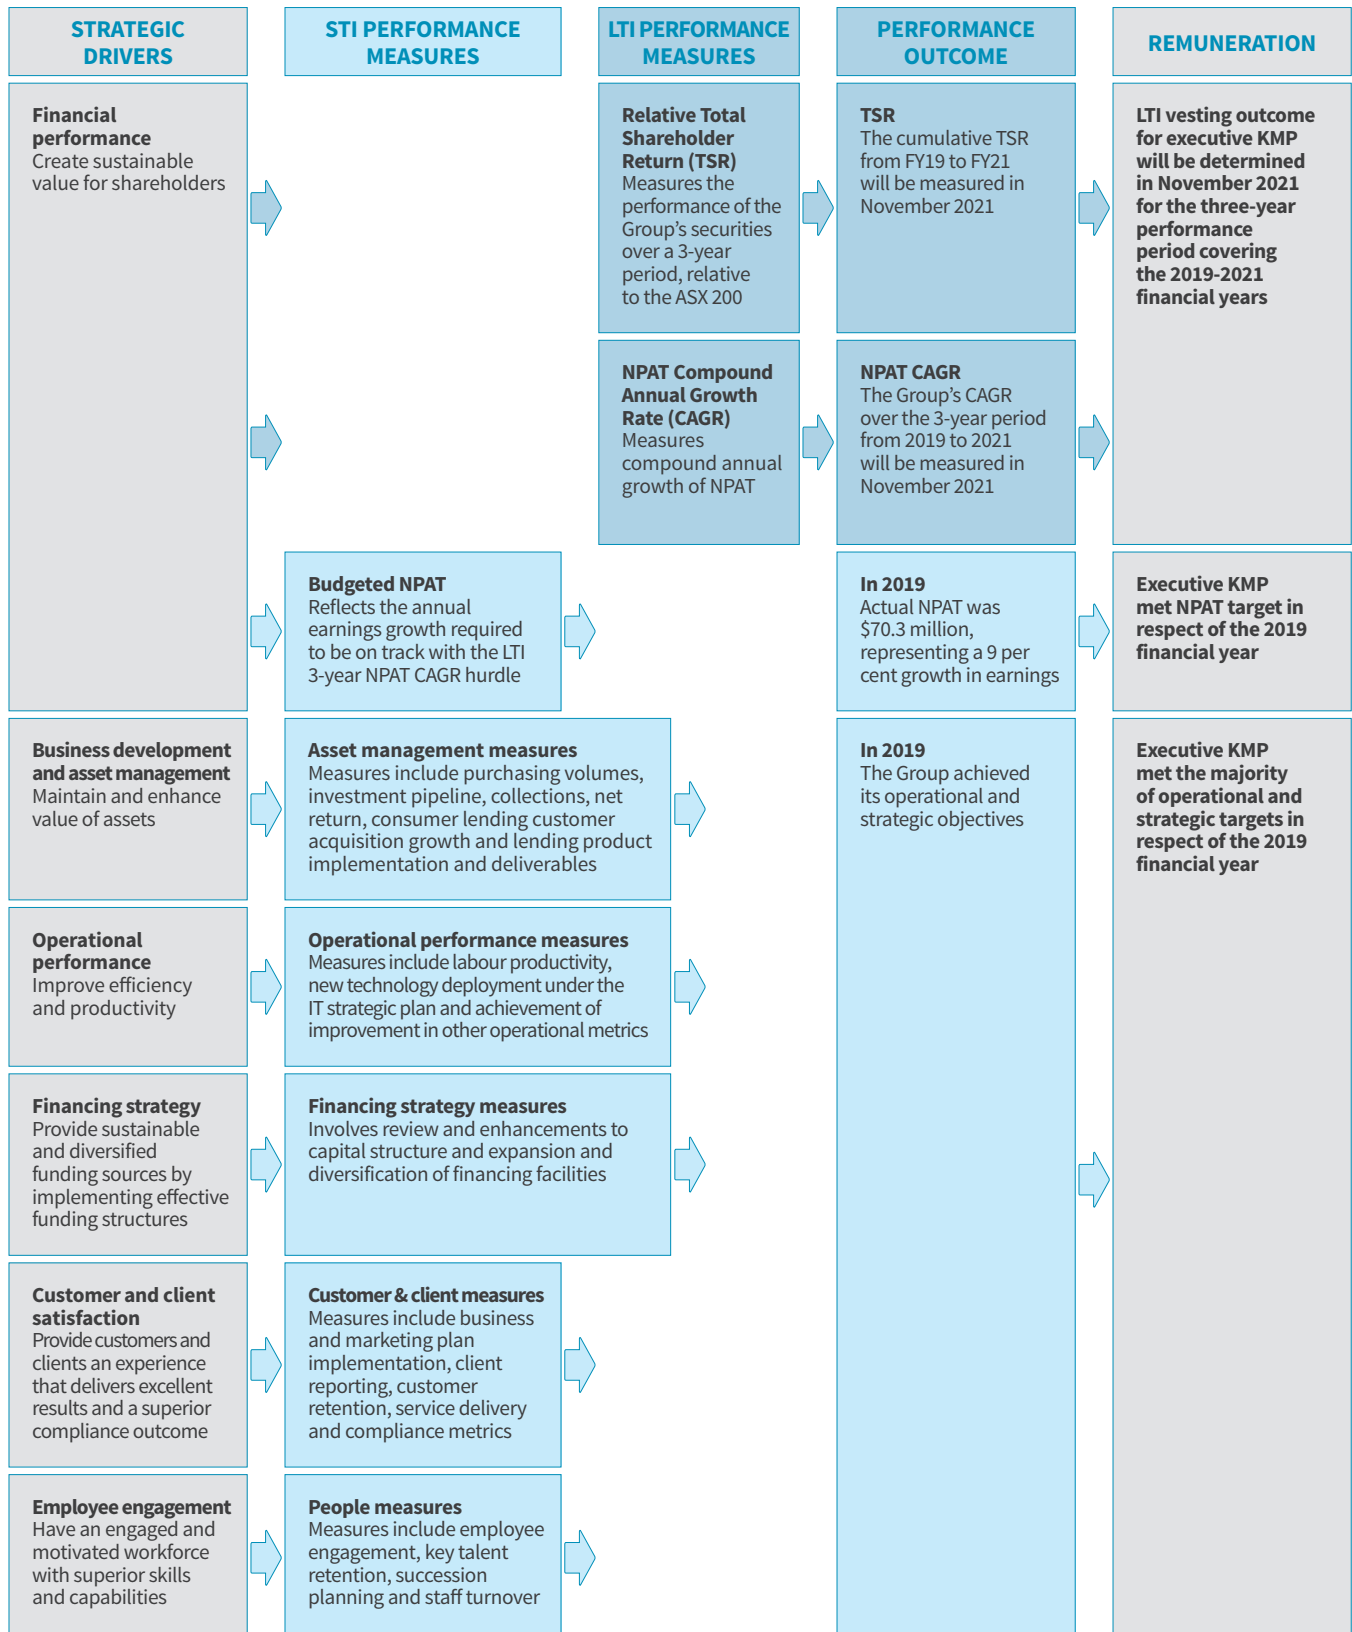 STRATEGIC
DRIVERS
STI PERFORMANCE
MEASURES
LTI PERFORMANCE
MEASURES
PERFORMANCE
OUTCOME
REMUNERATION
Financial
performance
Create sustainable
value for shareholders
Relative Total
Shareholder
Return (TSR)
Measures the
performance of the
Group’s securities
over a 3-year
period, relative
to the ASX 200
TSR
The cumulative TSR
from FY19 to FY21
will be measured in
November 2021
LTI vesting outcome
for executive KMP
will be determined
in November 2021
for the three-year
performance
period covering
the 2019-2021
financial years
NPAT Compound
Annual Growth
Rate (CAGR)
Measures
compound annual
growth of NPAT
NPAT CAGR
The Group’s CAGR
over the 3-year period
from 2019 to 2021
will be measured in
November 2021
Budgeted NPAT
Reflects the annual
earnings growth required
to be on track with the LTI
3-year NPAT CAGR hurdle
In 2019
Actual NPAT was
$70.3 million,
representing a 9 per
cent growth in earnings
Executive KMP
met NPAT target in
respect of the 2019
financial year
Business development
and asset management
Maintain and enhance
value of assets
Asset management measures
Measures include purchasing volumes,
investment pipeline, collections, net
return, consumer lending customer
acquisition growth and lending product
implementation and deliverables
In 2019
The Group achieved
its operational and
strategic objectives
Executive KMP
met the majority
of operational and
strategic targets in
respect of the 2019
financial year
Operational
performance
Improve efficiency
and productivity
Operational performance measures
Measures include labour productivity,
new technology deployment under the
IT strategic plan and achievement of
improvement in other operational metrics
Financing strategy
Provide sustainable
and diversified
funding sources by
implementing effective
funding structures
Financing strategy measures
Involves review and enhancements to
capital structure and expansion and
diversification of financing facilities
Customer and client
satisfaction
Provide customers and
clients an experience
that delivers excellent
results and a superior
compliance outcome
Customer & client measures
Measures include business
and marketing plan
implementation, client
reporting, customer
retention, service delivery
and compliance metrics
Employee engagement
Have an engaged and
motivated workforce
with superior skills
and capabilities
People measures
Measures include employee
engagement, key talent
retention, succession
planning and staff turnover